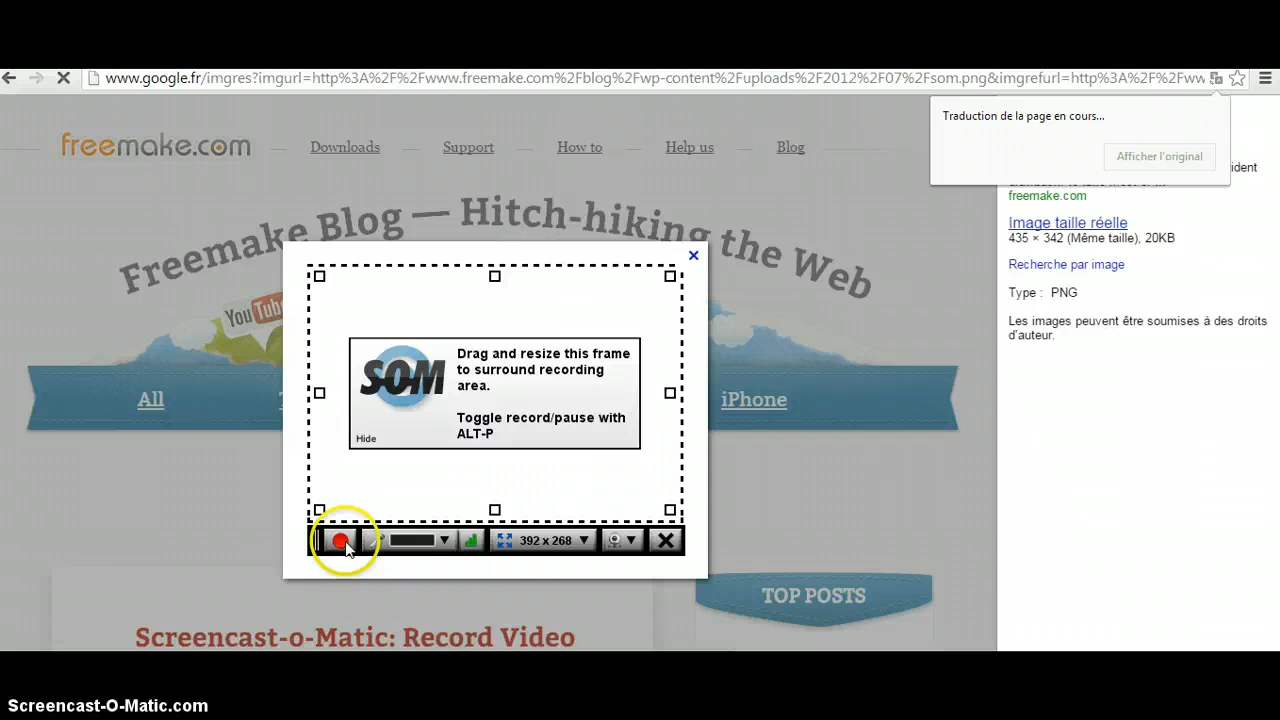 www.google.fr/imgres?imgurl=http%3A%2F%2Fwww.freemake.com%2Fblog%2Fwp-content%2Fuploads%2F2012%2F07%2Fsom.png&imgrefurl=http%3A%2F%2Fww
Traduction de la page en cours...
Afficher l'original
freemake.com
Downloads
Support
How to
Help us
Blog
Freemake Blog — Hitch-hiking the Web
You Tube
All
iPhone
SOM
Drag and resize this frame
to surround recording
area.
Toggle record/pause with
ALT-P
Hide
392 x 268
TOP POSTS
Screencast-o-Matic: Record Video
ident
freemake.com
Image taille réelle
435 × 342 (Même taille), 20KB
Recherche par image
Type : PNG
Les images peuvent être soumises à des droits
d'auteur.
Screencast-O-Matic.com